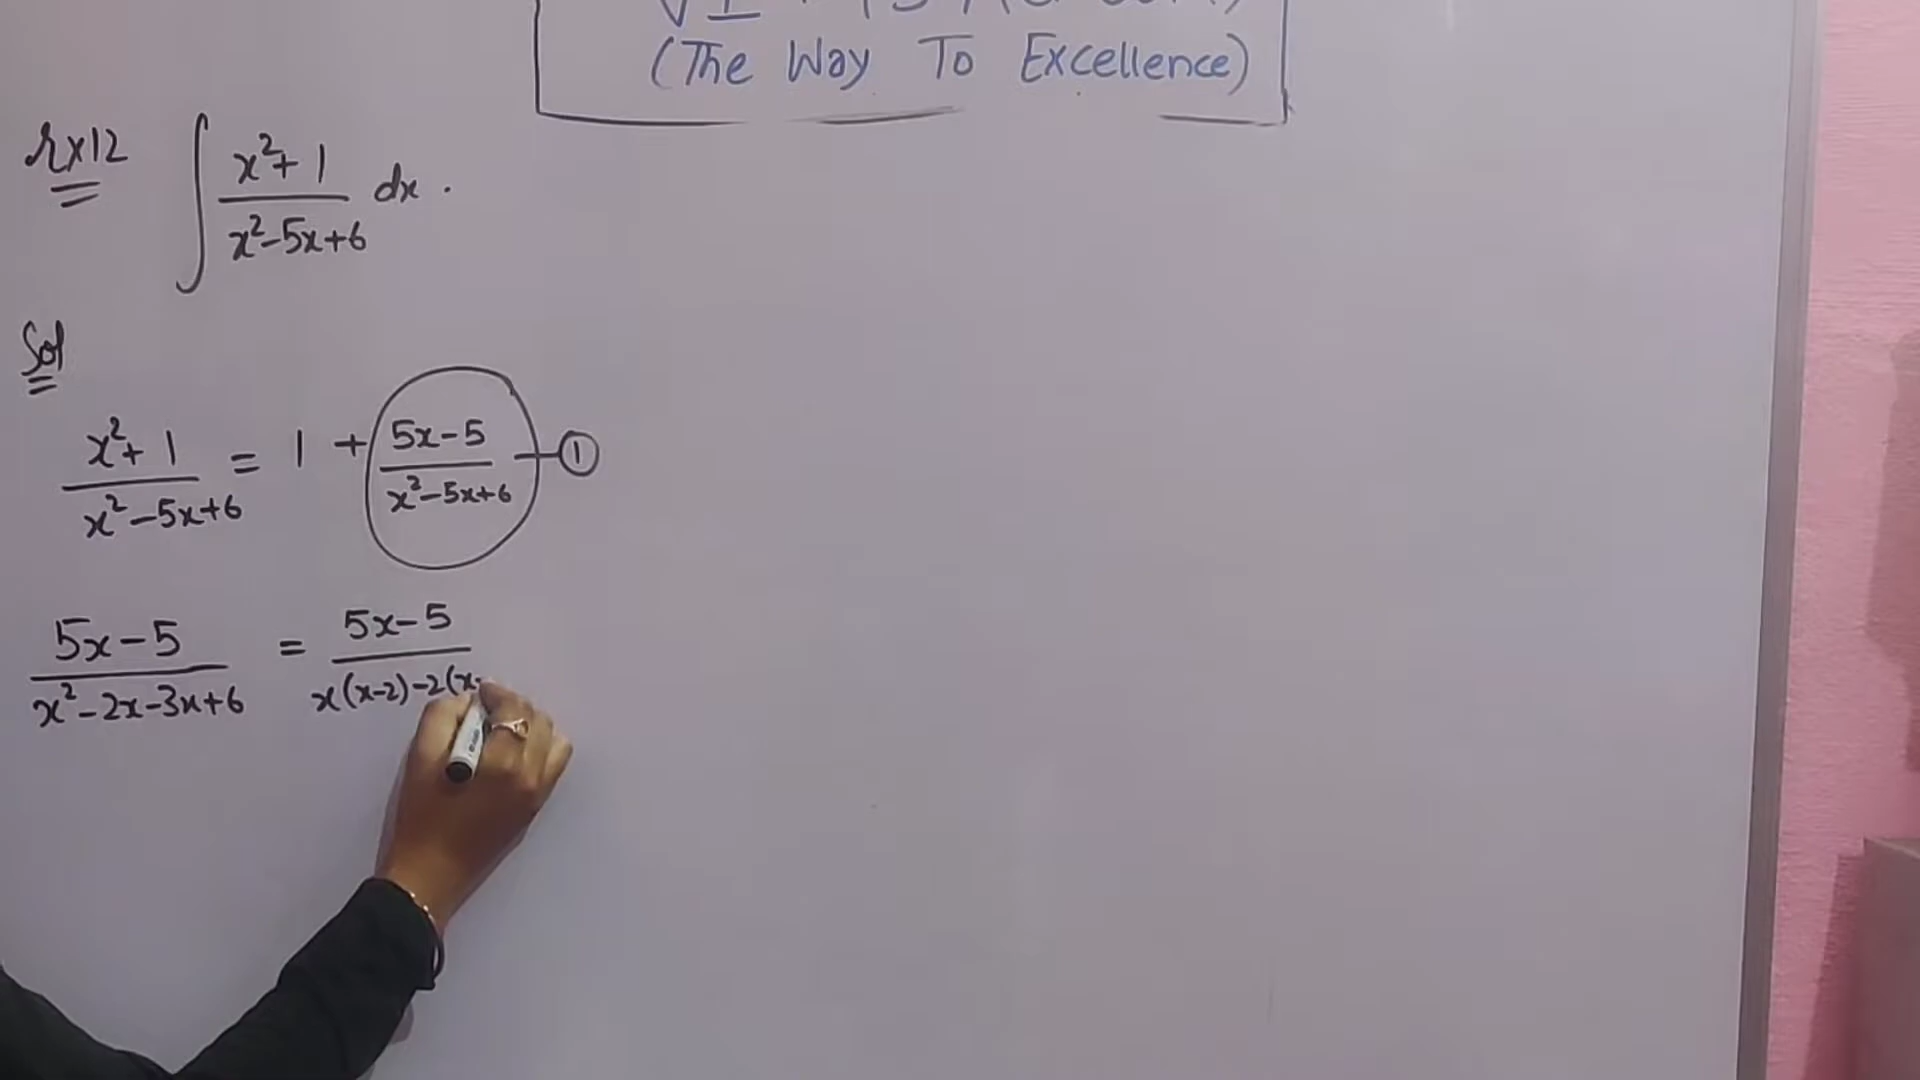 (The Way To Excellence)
Ex12 ∫ x²+1 / x²-5x+6 dx.
Sol
x²+1 / x²-5x+6 = 1 + 5x-5 / x²-5x+6 — ①
5x-5 / x²-2x-3x+6 = 5x-5 / x(x-2)-2(x-